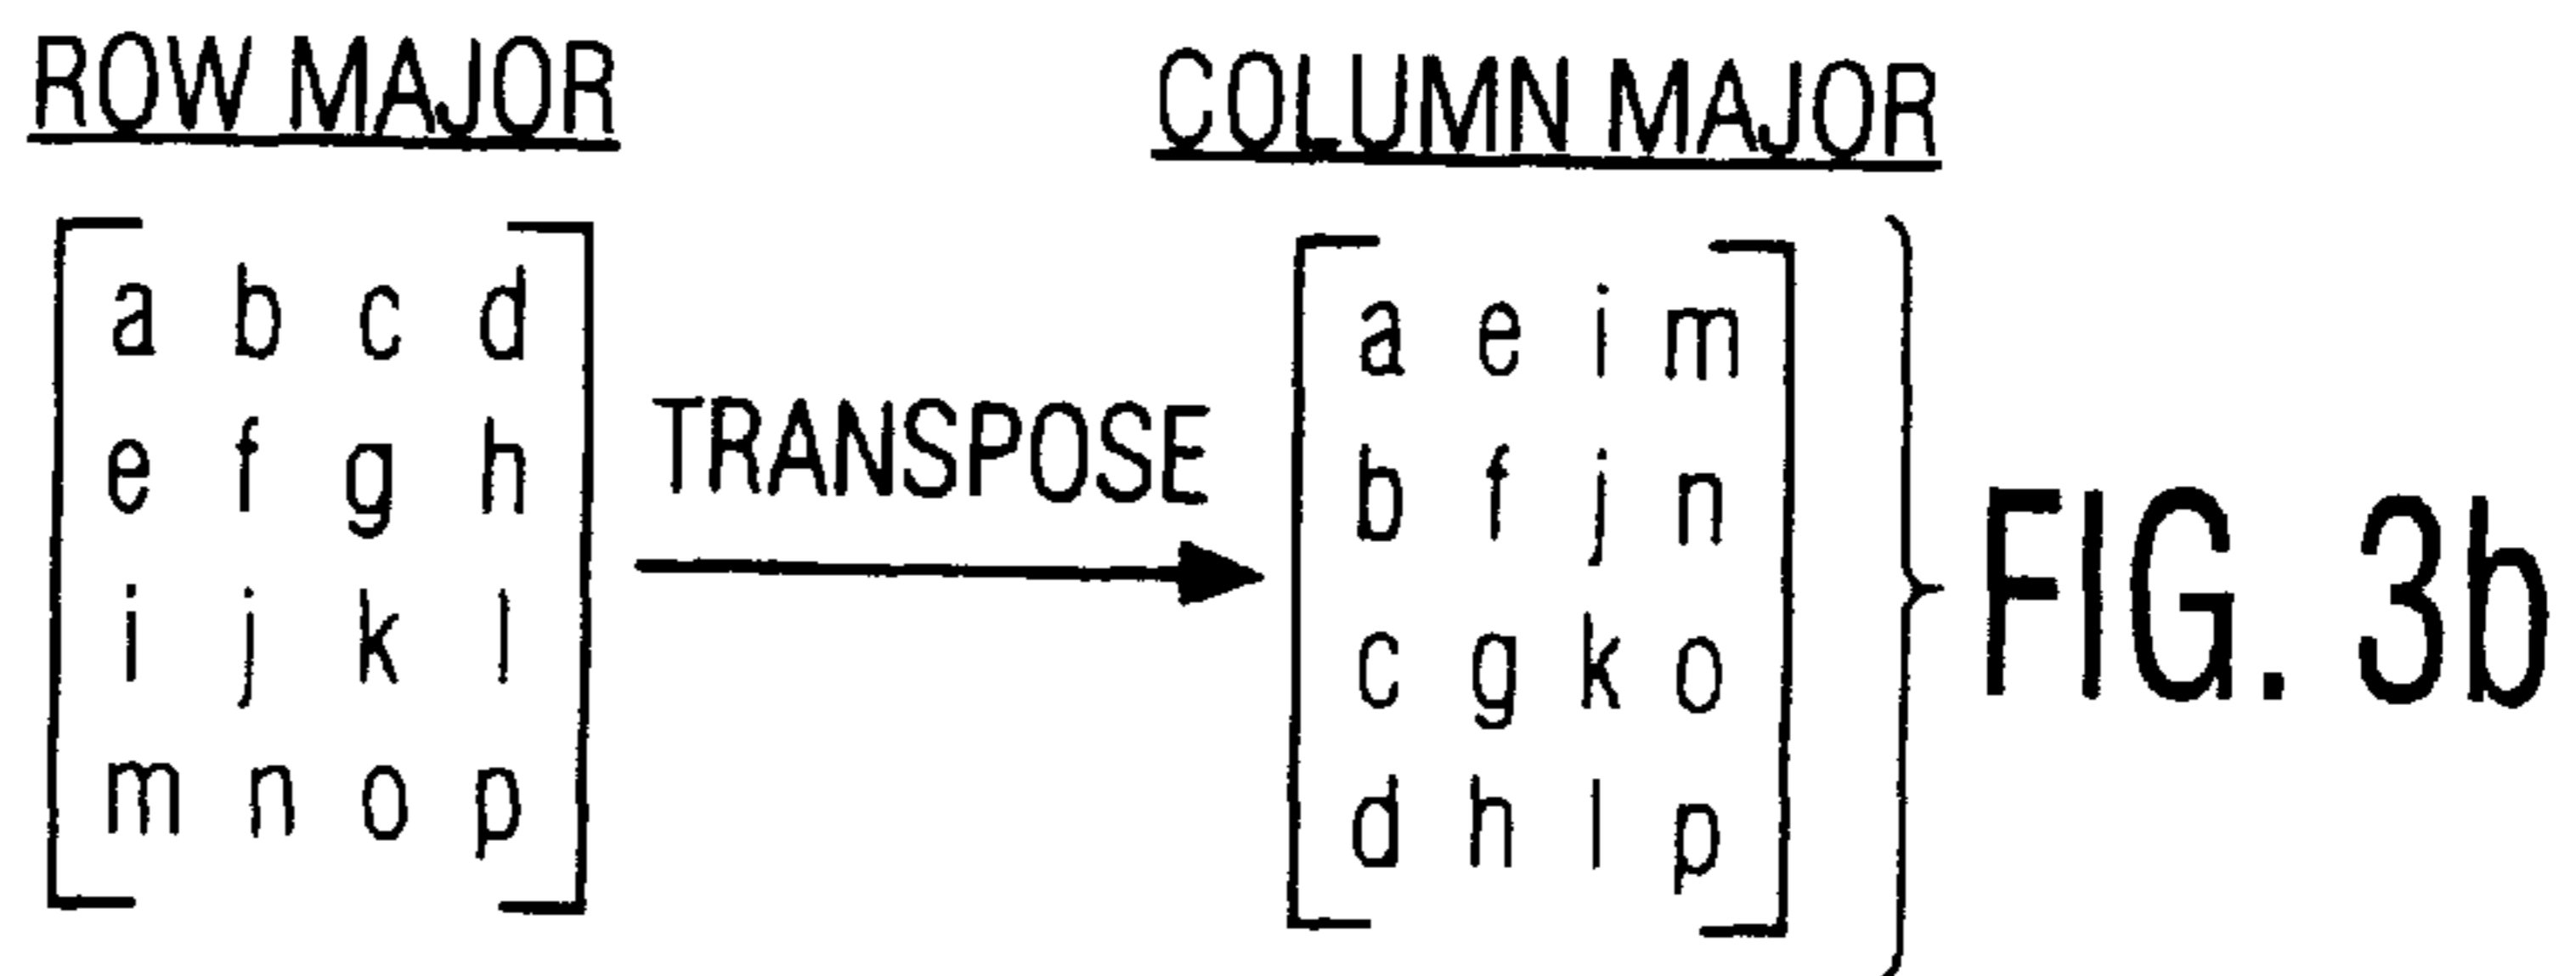 ROW MAJOR
COLUMN MAJOR
a b c d
e f g h
i j k l
m n o p
TRANSPOSE
a e i m
b f j n
c g k o
d h l p
FIG. 3b